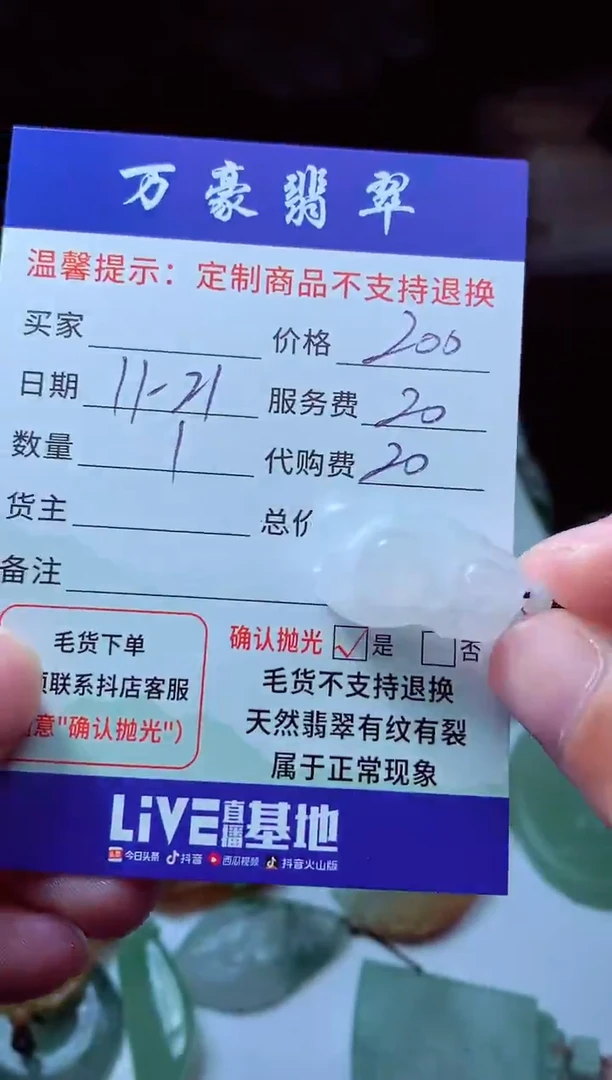 万豪翡翠
温馨提示：定制商品不支持退换
买家 价格 200
日期 11-21 服务费 20
数量 1 代购费 20
货主 总价
备注
毛货下单 确认抛光 是 否
联系抖店客服 毛货不支持退换
意"确认抛光") 天然翡翠有纹有裂
属于正常现象
LiVE直播基地
头条 今日头条 抖音 西瓜视频 抖音火山版